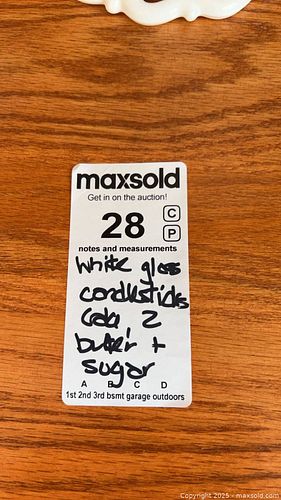 maxsold
Get in on the auction!
28 C
P
notes and measurements
white glass
candlesticks
2
butter +
sugar
A B C D
1st 2nd 3rd bsmt garage outdoors
Copyright 2025 - maxsold.com